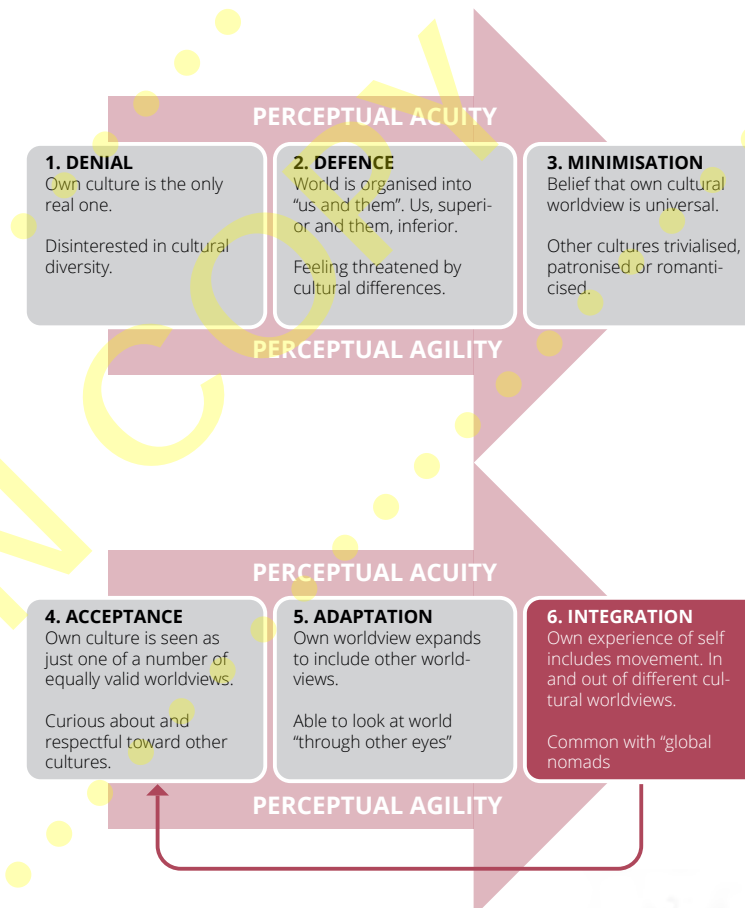 PERCEPTUAL ACUITY
1. DENIAL
Own culture is the only
real one.
Disinterested in cultural
diversity.
2. DEFENCE
World is organised into
“us and them”. Us, superi-
or and them, inferior.
Feeling threatened by
cultural differences.
3. MINIMISATION
Belief that own cultural
worldview is universal.
Other cultures trivialised,
patronised or romanti-
cised.
PERCEPTUAL AGILITY
PERCEPTUAL ACUITY
4. ACCEPTANCE
Own culture is seen as
just one of a number of
equally valid worldviews.
Curious about and
respectful toward other
cultures.
5. ADAPTATION
Own worldview expands
to include other world-
views.
Able to look at world
“through other eyes”
6. INTEGRATION
Own experience of self
includes movement. In
and out of different cul-
tural worldviews.
Common with “global
nomads
PERCEPTUAL AGILITY
N COPY